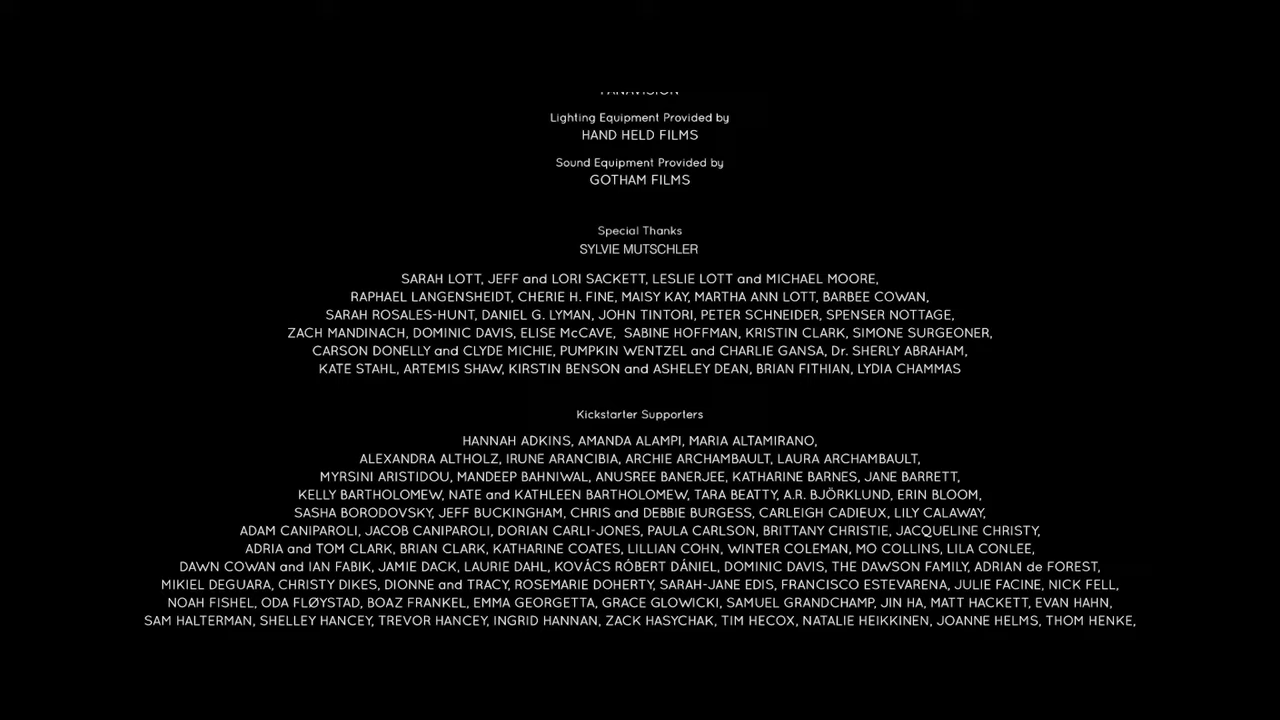 PANAVISION
Lighting Equipment Provided by
HAND HELD FILMS
Sound Equipment Provided by
GOTHAM FILMS
Special Thanks
SYLVIE MUTSCHLER
SARAH LOTT, JEFF and LORI SACKETT, LESLIE LOTT and MICHAEL MOORE,
RAPHAEL LANGENSHEIDT, CHERIE H. FINE, MAISY KAY, MARTHA ANN LOTT, BARBEE COWAN,
SARAH ROSALES-HUNT, DANIEL G. LYMAN, JOHN TINTORI, PETER SCHNEIDER, SPENSER NOTTAGE,
ZACH MANDINACH, DOMINIC DAVIS, ELISE McCAVE, SABINE HOFFMAN, KRISTIN CLARK, SIMONE SURGEONER,
CARSON DONELLY and CLYDE MICHIE, PUMPKIN WENTZEL and CHARLIE GANSA, Dr. SHERLY ABRAHAM,
KATE STAHL, ARTEMIS SHAW, KIRSTIN BENSON and ASHELEY DEAN, BRIAN FITHIAN, LYDIA CHAMMAS
Kickstarter Supporters
HANNAH ADKINS, AMANDA ALAMPI, MARIA ALTAMIRANO,
ALEXANDRA ALTHOLZ, IRUNE ARANCIBIA, ARCHIE ARCHAMBAULT, LAURA ARCHAMBAULT,
MYRSINI ARISTIDOU, MANDEEP BAHNIWAL, ANUSREE BANERJEE, KATHARINE BARNES, JANE BARRETT,
KELLY BARTHOLOMEW, NATE and KATHLEEN BARTHOLOMEW, TARA BEATTY, A.R. BJÖRKLUND, ERIN BLOOM,
SASHA BORODOVSKY, JEFF BUCKINGHAM, CHRIS and DEBBIE BURGESS, CARLEIGH CADIEUX, LILY CALAWAY,
ADAM CANIPAROLI, JACOB CANIPAROLI, DORIAN CARLI-JONES, PAULA CARLSON, BRITTANY CHRISTIE, JACQUELINE CHRISTY,
ADRIA and TOM CLARK, BRIAN CLARK, KATHARINE COATES, LILLIAN COHN, WINTER COLEMAN, MO COLLINS, LILA CONLEE,
DAWN COWAN and IAN FABIK, JAMIE DACK, LAURIE DAHL, KOVÁCS RÓBERT DÁNIEL, DOMINIC DAVIS, THE DAWSON FAMILY, ADRIAN de FOREST,
MIKIEL DEGUARA, CHRISTY DIKES, DIONNE and TRACY, ROSEMARIE DOHERTY, SARAH-JANE EDIS, FRANCISCO ESTEVARENA, JULIE FACINE, NICK FELL,
NOAH FISHEL, ODA FLØYSTAD, BOAZ FRANKEL, EMMA GEORGETTA, GRACE GLOWICKI, SAMUEL GRANDCHAMP, JIN HA, MATT HACKETT, EVAN HAHN,
SAM HALTERMAN, SHELLEY HANCEY, TREVOR HANCEY, INGRID HANNAN, ZACK HASYCHAK, TIM HECOX, NATALIE HEIKKINEN, JOANNE HELMS, THOM HENKE,